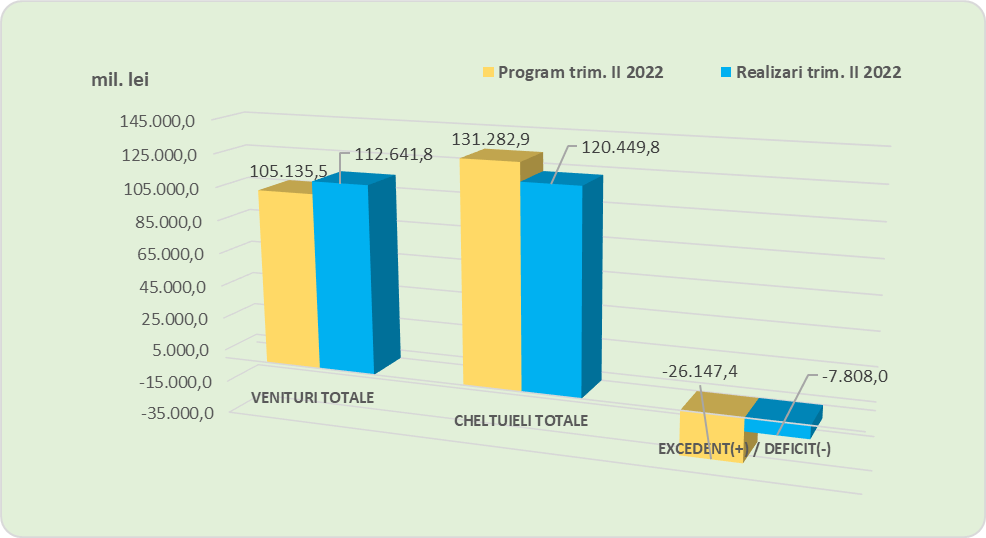 mil. lei
Program trim. II 2022
Realizari trim. II 2022
145.000,0
125.000,0
105.000,0
85.000,0
65.000,0
45.000,0
25.000,0
5.000,0
-15.000,0
-35.000,0
105.135,5
112.641,8
131.282,9
120.449,8
-26.147,4
-7.808,0
VENITURI TOTALE
CHELTUIELI TOTALE
EXCEDENT(+) / DEFICIT(-)